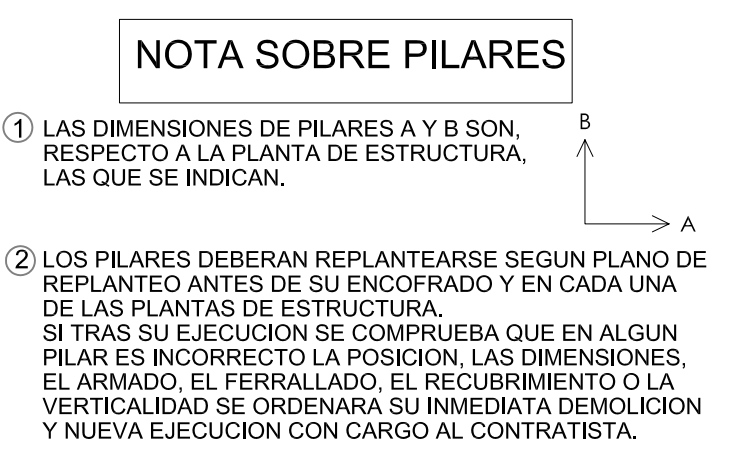 NOTA SOBRE PILARES
1 LAS DIMENSIONES DE PILARES A Y B SON,
RESPECTO A LA PLANTA DE ESTRUCTURA,
LAS QUE SE INDICAN.
B
A
2 LOS PILARES DEBERAN REPLANTEARSE SEGUN PLANO DE
REPLANTEO ANTES DE SU ENCOFRADO Y EN CADA UNA
DE LAS PLANTAS DE ESTRUCTURA.
SI TRAS SU EJECUCION SE COMPRUEBA QUE EN ALGUN
PILAR ES INCORRECTO LA POSICION, LAS DIMENSIONES,
EL ARMADO, EL FERRALLADO, EL RECUBRIMIENTO O LA
VERTICALIDAD SE ORDENARA SU INMEDIATA DEMOLICION
Y NUEVA EJECUCION CON CARGO AL CONTRATISTA.